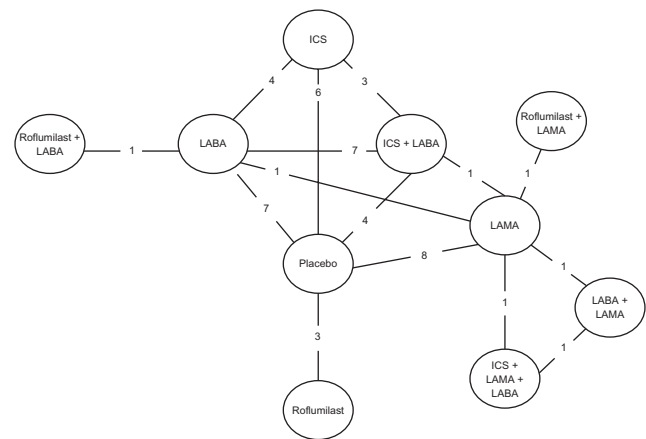 ICS
4
6
3
Roflumilast +
LABA
1
LABA
7
ICS + LABA
Roflumilast +
LAMA
1
1
1
7
4
LAMA
Placebo
8
1
1
LABA +
LAMA
3
1
ICS +
LAMA +
LABA
Roflumilast